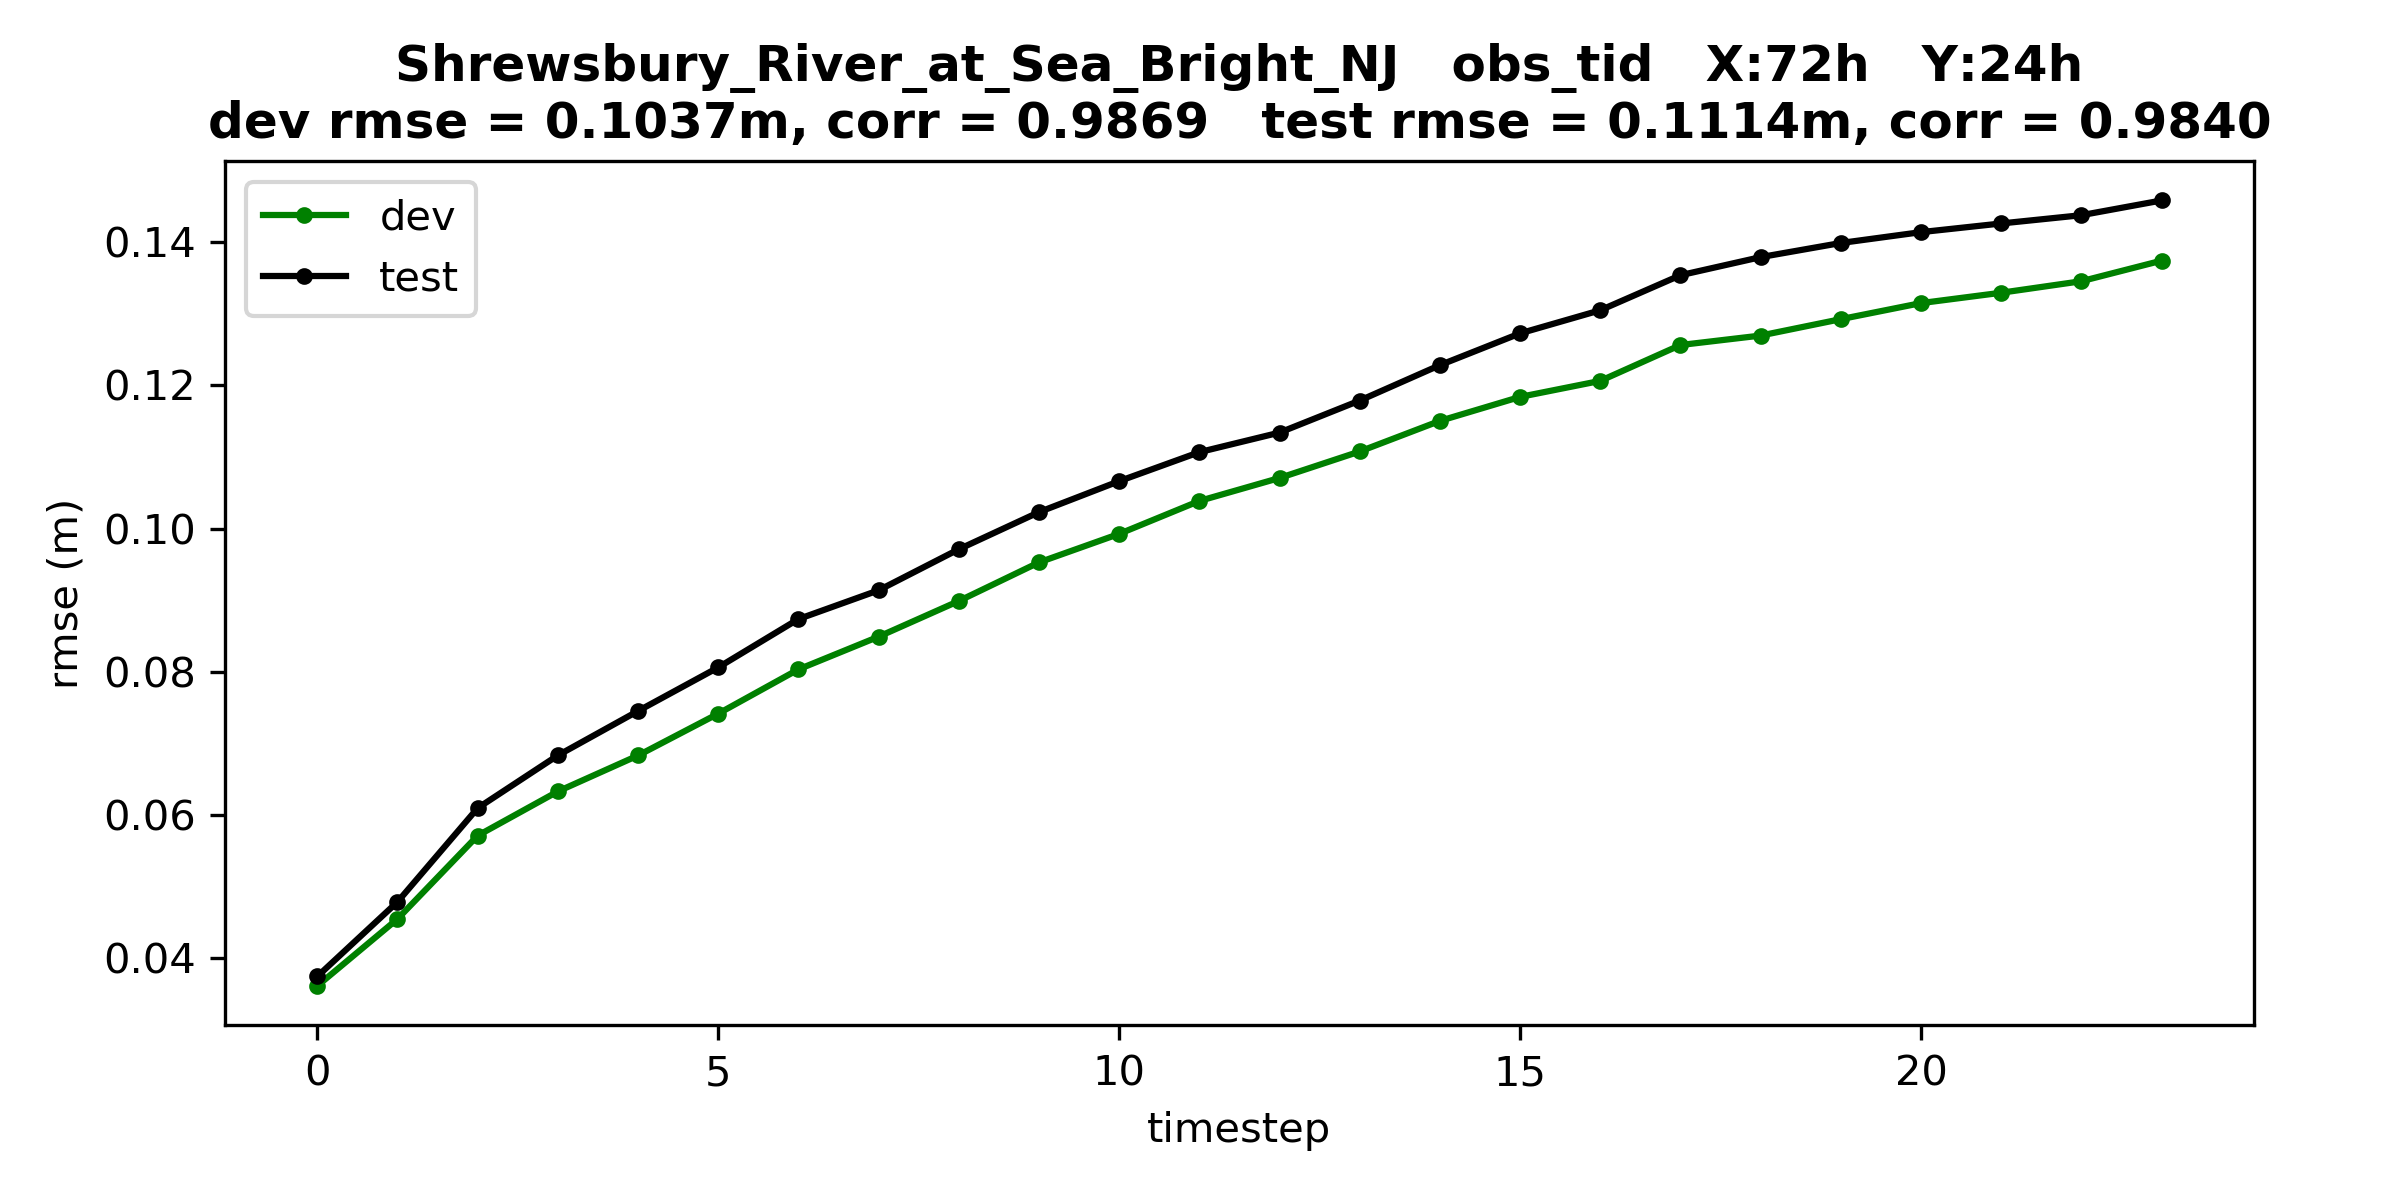 Shrewsbury_River_at_Sea_Bright_NJ obs_tid X:72h Y:24h
dev rmse = 0.1037m, corr = 0.9869 test rmse = 0.1114m, corr = 0.9840
dev
test
0.14
0.12
0.10
0.08
0.06
0.04
rmse (m)
0 5 10 15 20
timestep